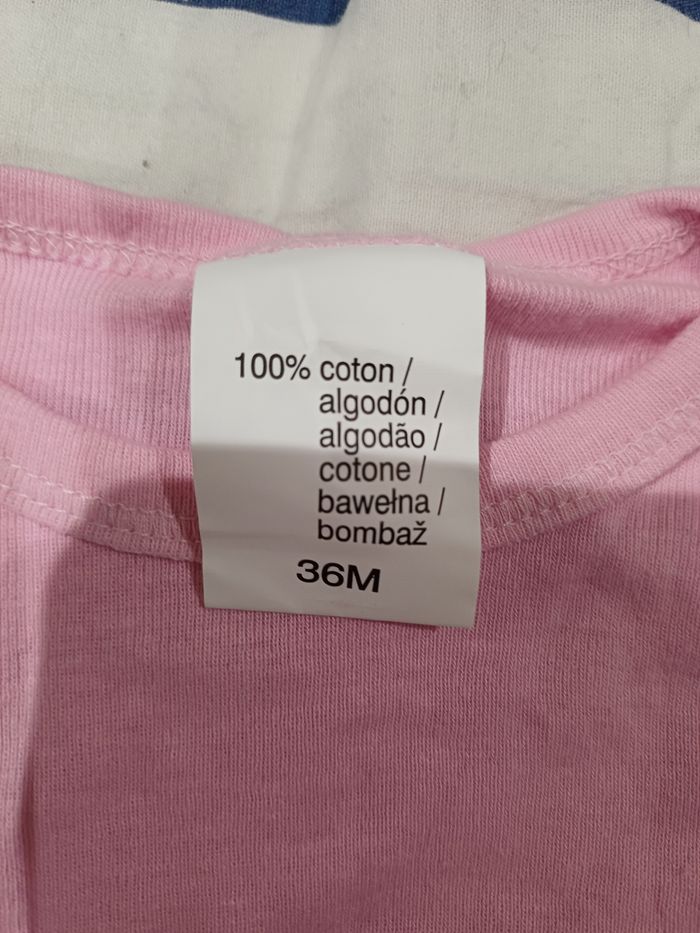 100% coton /
algodón /
algodão /
cotone /
bawełna /
bombaž
36M